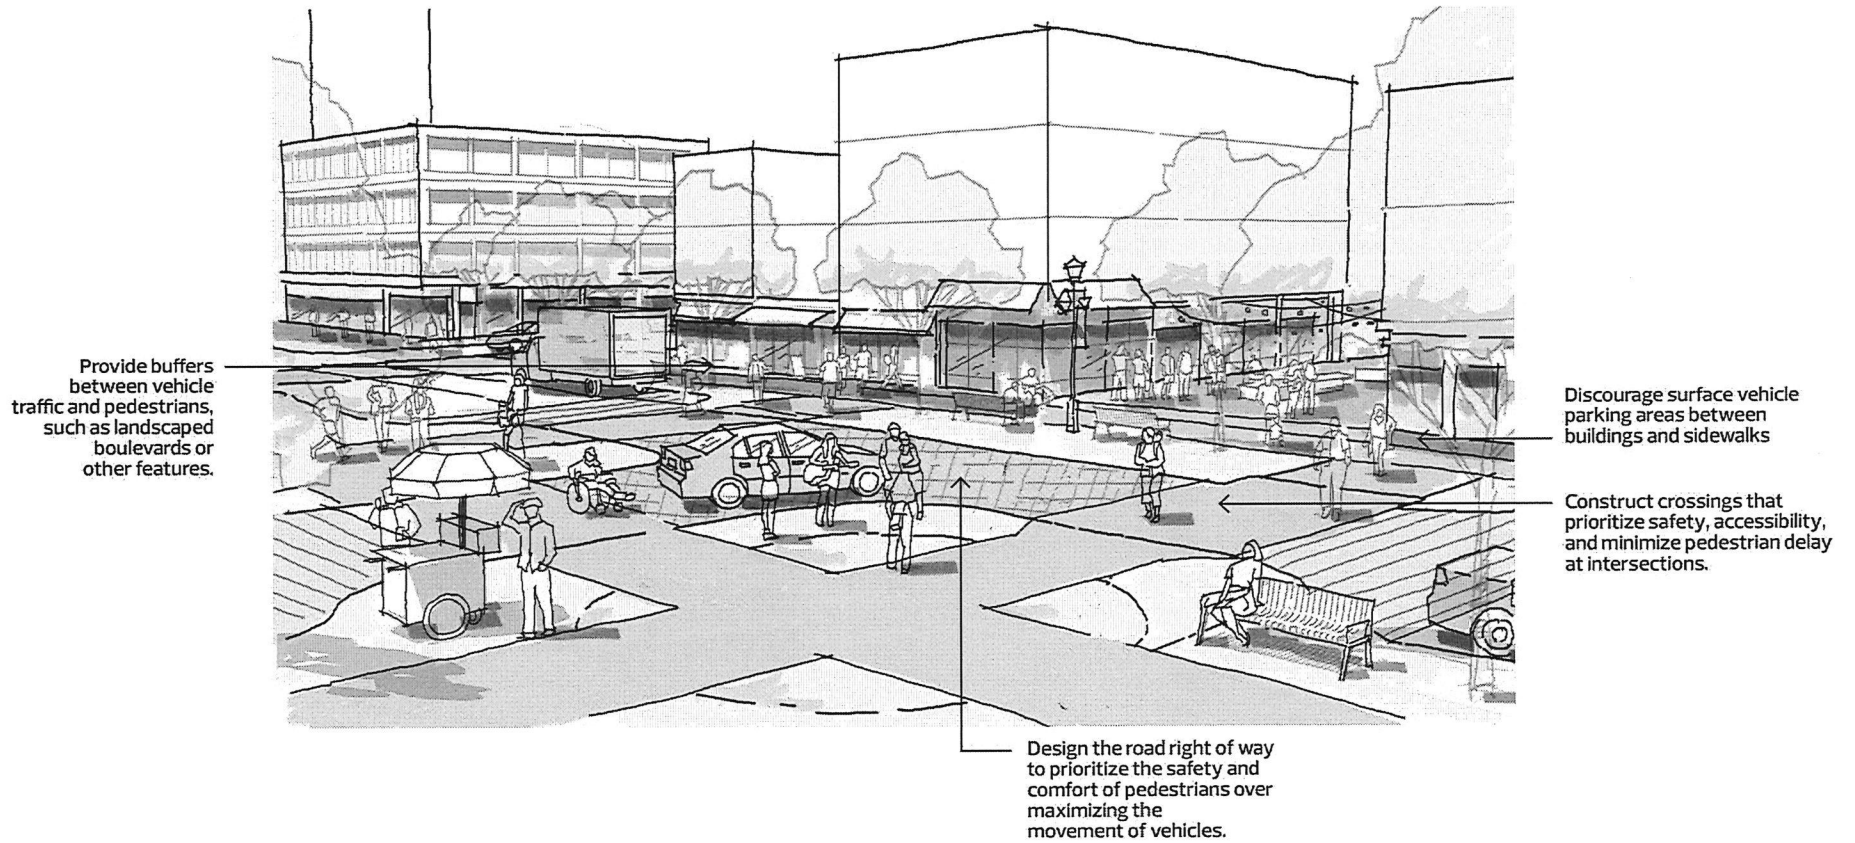 Provide buffers
between vehicle
traffic and pedestrians,
such as landscaped
boulevards or
other features.
Discourage surface vehicle
parking areas between
buildings and sidewalks
Construct crossings that
prioritize safety, accessibility,
and minimize pedestrian delay
at intersections.
Design the road right of way
to prioritize the safety and
comfort of pedestrians over
maximizing the
movement of vehicles.